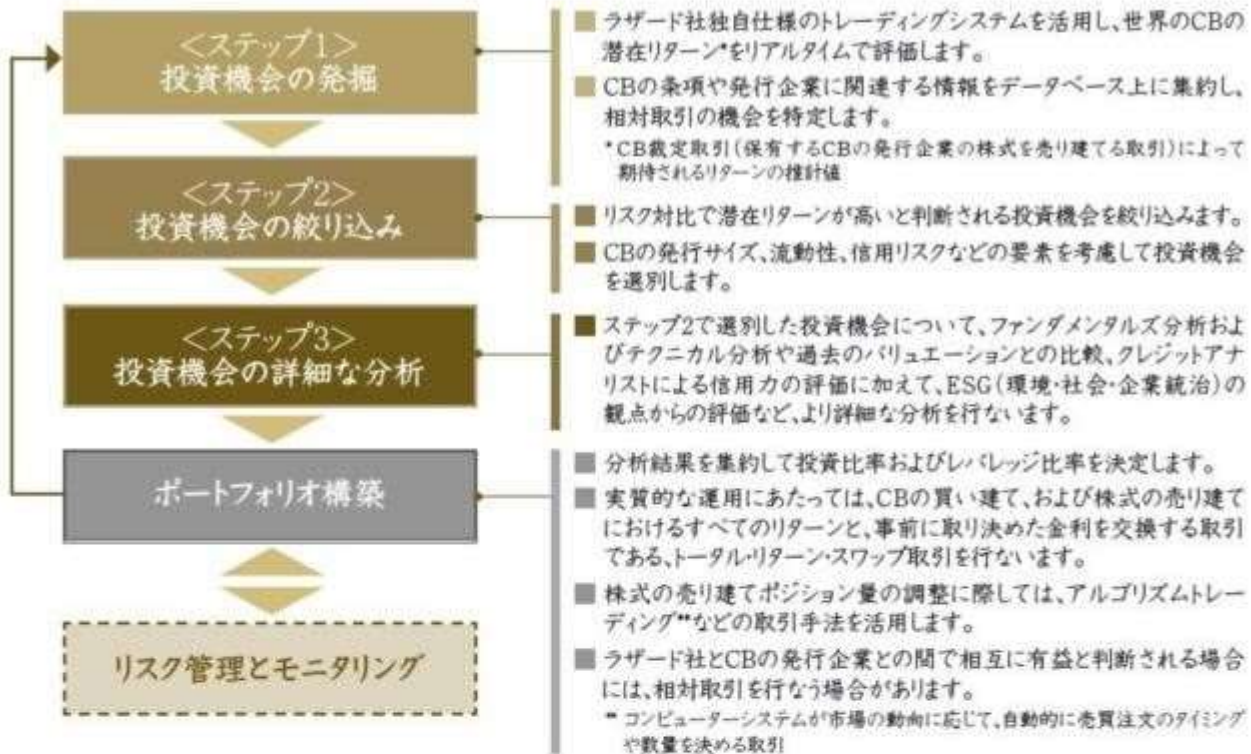 <ステップ1>
投資機会の発掘
■ ラザード社独自仕様のトレーディングシステムを活用し、世界のCBの
潜在リターン*をリアルタイムで評価します。
■ CBの条項や発行企業に関連する情報をデータベース上に集約し、
相対取引の機会を特定します。
*CB裁定取引(保有するCBの発行企業の株式を売り建てる取引)によって
期待されるリターンの推計値
<ステップ2>
投資機会の絞り込み
■ リスク対比で潜在リターンが高いと判断される投資機会を絞り込みます。
■ CBの発行サイズ、流動性、信用リスクなどの要素を考慮して投資機会
を選別します。
<ステップ3>
投資機会の詳細な分析
■ ステップ2で選別した投資機会について、ファンダメンタルズ分析およ
びテクニカル分析や過去のバリュエーションとの比較、クレジットアナ
リストによる信用力の評価に加えて、ESG(環境・社会・企業統治)の
観点からの評価など、より詳細な分析を行ないます。
ポートフォリオ構築
■ 分析結果を集約して投資比率およびレバレッジ比率を決定します。
■ 実質的な運用にあたっては、CBの買い建て、および株式の売り建て
におけるすべてのリターンと、事前に取り決めた金利を交換する取引
である、トータル・リターン・スワップ取引を行ないます。
■ 株式の売り建てポジション量の調整に際しては、アルゴリズムトレー
ディング**などの取引手法を活用します。
■ ラザード社とCBの発行企業との間で相互に有益と判断される場合
には、相対取引を行なう場合があります。
** コンピューターシステムが市場の動向に応じて、自動的に売買注文のタイミング
や数量を決める取引
リスク管理とモニタリング